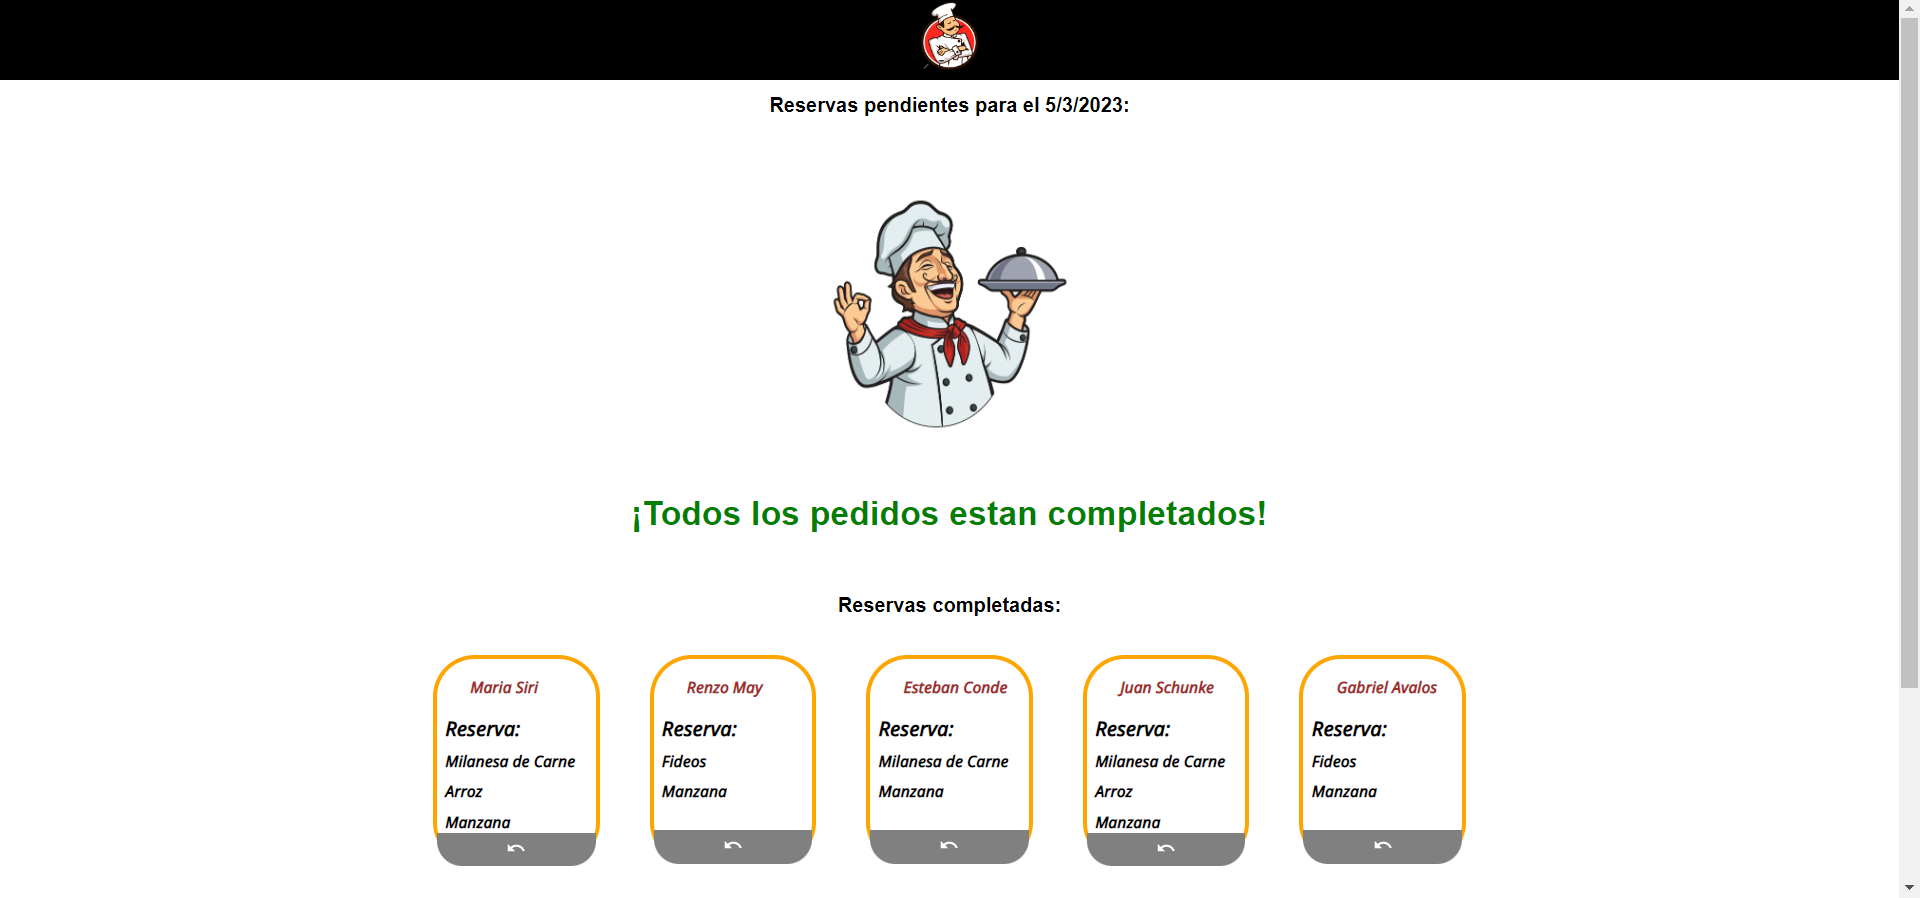 Reservas pendientes para el 5/3/2023:
¡Todos los pedidos estan completados!
Reservas completadas:
Maria Siri
Reserva:
Milanesa de Carne
Arroz
Manzana
Renzo May
Reserva:
Fideos
Manzana
Esteban Conde
Reserva:
Milanesa de Carne
Manzana
Juan Schunke
Reserva:
Milanesa de Carne
Arroz
Manzana
Gabriel Avalos
Reserva:
Fideos
Manzana